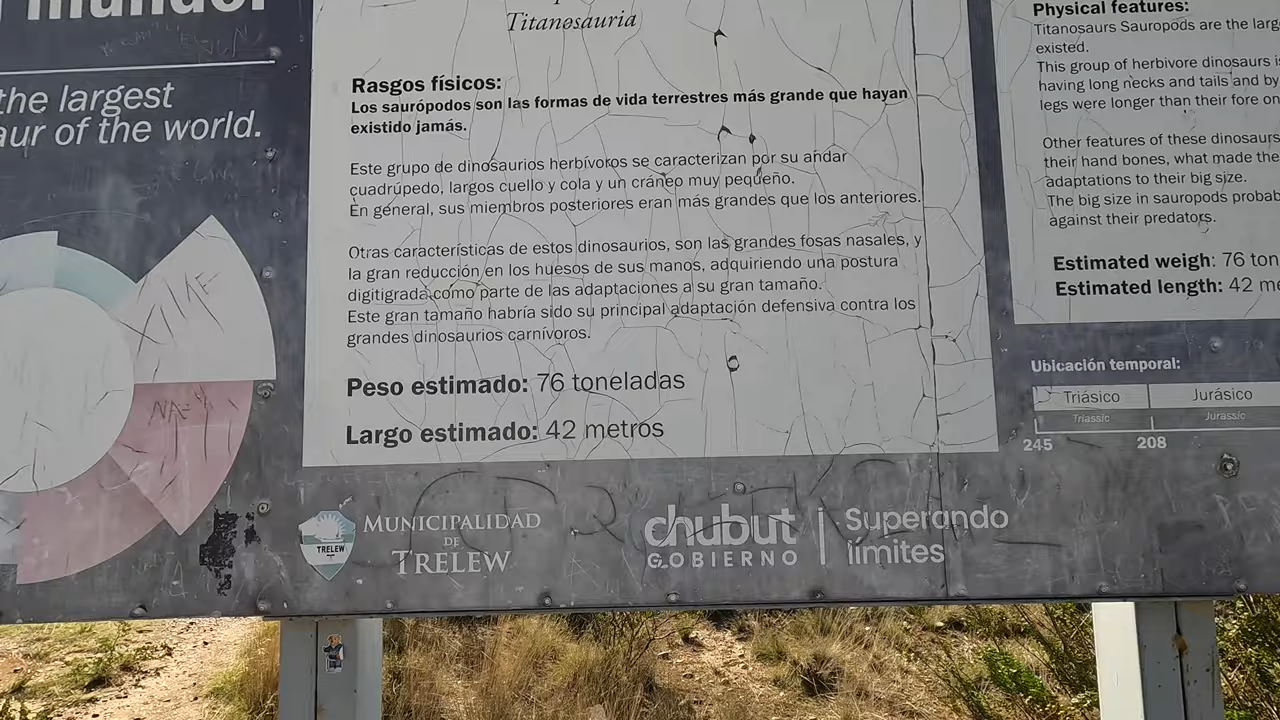 mundo.
the largest
aur of the world.
Titanosauria
Rasgos físicos:
Los saurópodos son las formas de vida terrestres más grande que hayan
existido jamás.
Este grupo de dinosaurios herbívoros se caracterizan por su andar
cuadrúpedo, largos cuello y cola y un cráneo muy pequeño.
En general, sus miembros posteriores eran más grandes que los anteriores.
Otras características de estos dinosaurios, son las grandes fosas nasales, y
la gran reducción en los huesos de sus manos, adquiriendo una postura
digitigrada como parte de las adaptaciones a su gran tamaño.
Este gran tamaño habría sido su principal adaptación defensiva contra los
grandes dinosaurios carnívoros.
Peso estimado: 76 toneladas
Largo estimado: 42 metros
Physical features:
Titanosaurs Sauropods are the larg
existed.
This group of herbivore dinosaurs i
having long necks and tails and by
legs were longer than their fore on
Other features of these dinosaurs
their hand bones, what made the
adaptations to their big size.
The big size in sauropods probab
against their predators.
Estimated weigh: 76 ton
Estimated length: 42 me
Ubicación temporal:
Triásico Jurásico
Triassic Jurassic
245 208
TRELEW
MUNICIPALIDAD
DE
TRELEW
chubut
GOBIERNO
Superando
límites